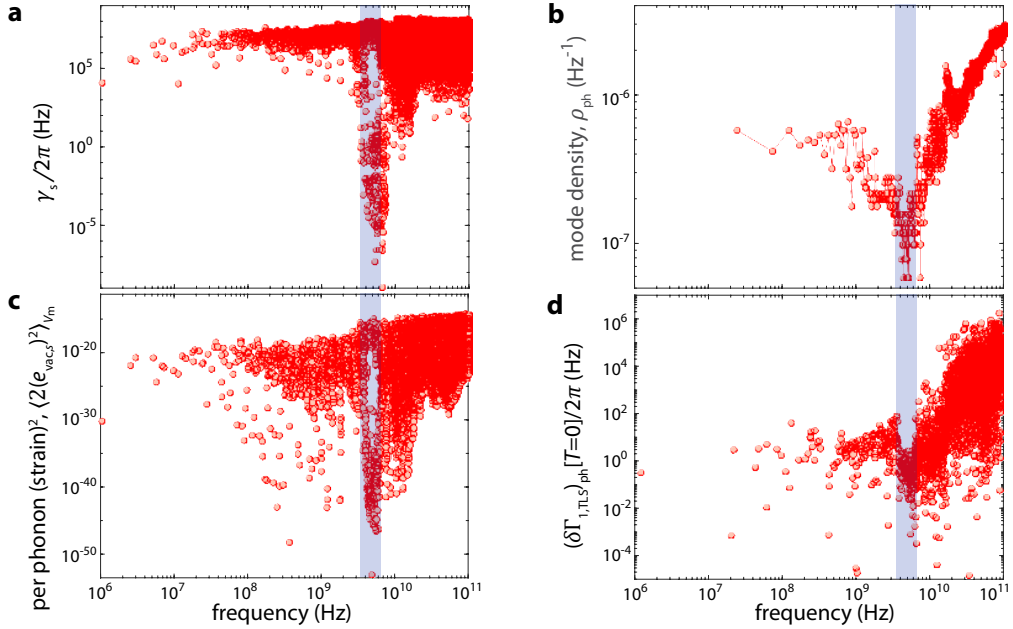 a
γs/2π (Hz)
10^5
10^0
10^-5
b
mode density, ρph (Hz^-1)
10^-6
10^-7
c
per phonon (strain)^2, ⟨2(evac,s)^2⟩Vm
10^-20
10^-30
10^-40
10^-50
10^6 10^7 10^8 10^9 10^10 10^11
frequency (Hz)
d
(δΓ1,TLS)ph[T=0]/2π (Hz)
10^6
10^4
10^2
10^0
10^-2
10^-4
10^6 10^7 10^8 10^9 10^10 10^11
frequency (Hz)